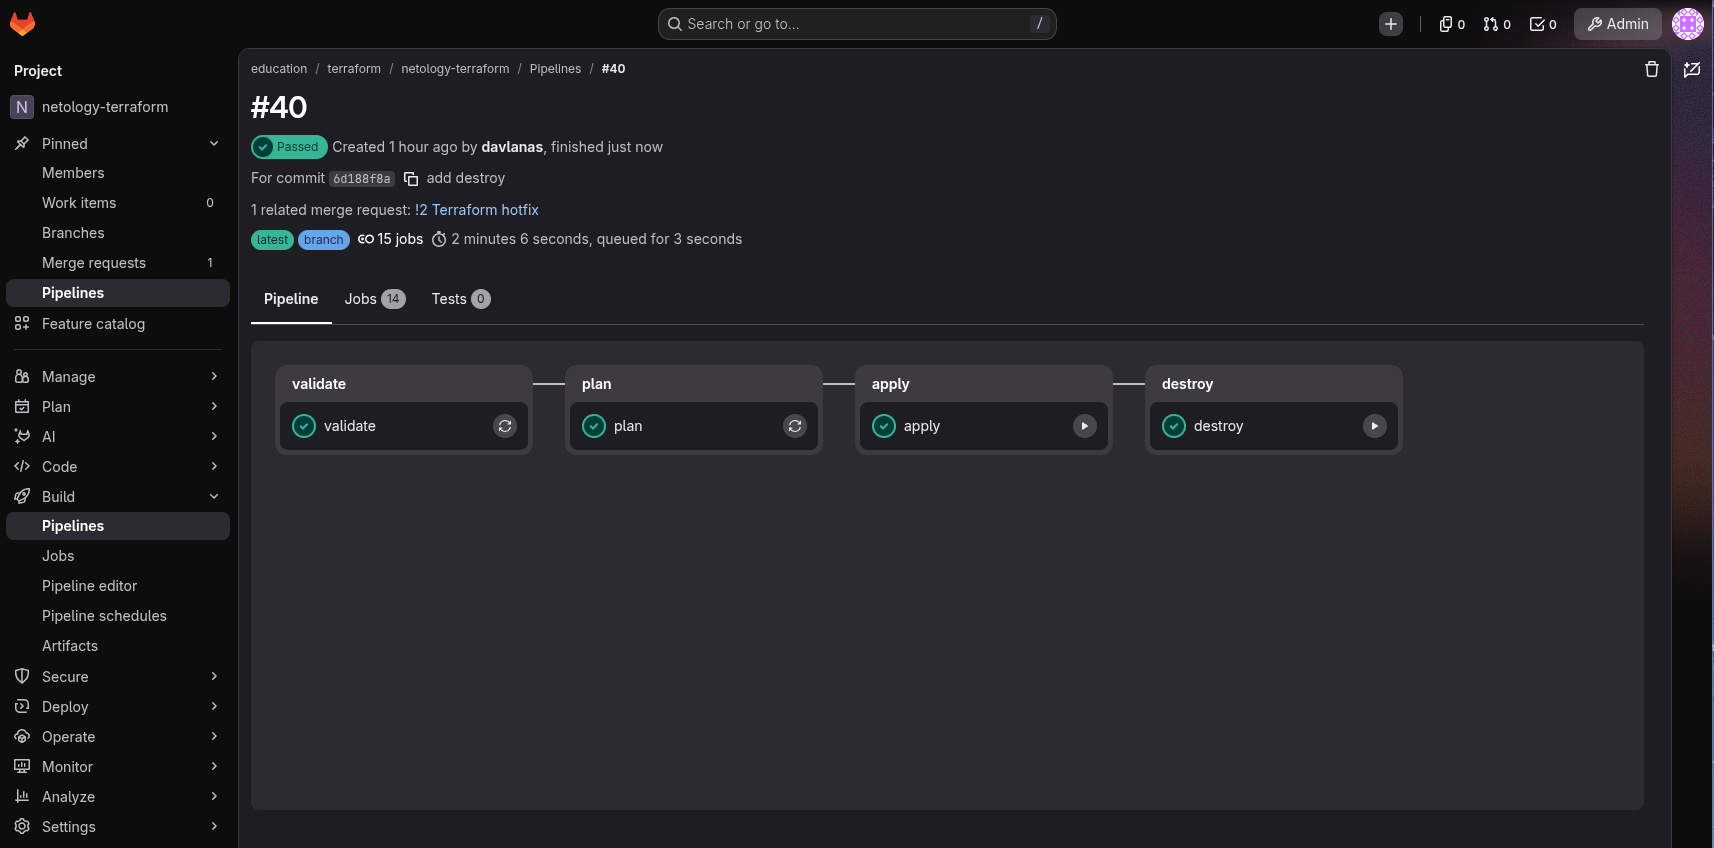 Search or go to... /
0 0 0 Admin
Project
N netology-terraform
Pinned
Members
Work items 0
Branches
Merge requests 1
Pipelines
Feature catalog
Manage
Plan
AI
Code
Build
Pipelines
Jobs
Pipeline editor
Pipeline schedules
Artifacts
Secure
Deploy
Operate
Monitor
Analyze
Settings
education / terraform / netology-terraform / Pipelines / #40
#40
Passed Created 1 hour ago by davlanas, finished just now
For commit 6d188f8a add destroy
1 related merge request: !2 Terraform hotfix
latest branch 15 jobs 2 minutes 6 seconds, queued for 3 seconds
Pipeline Jobs 14 Tests 0
validate plan apply destroy
validate plan apply destroy